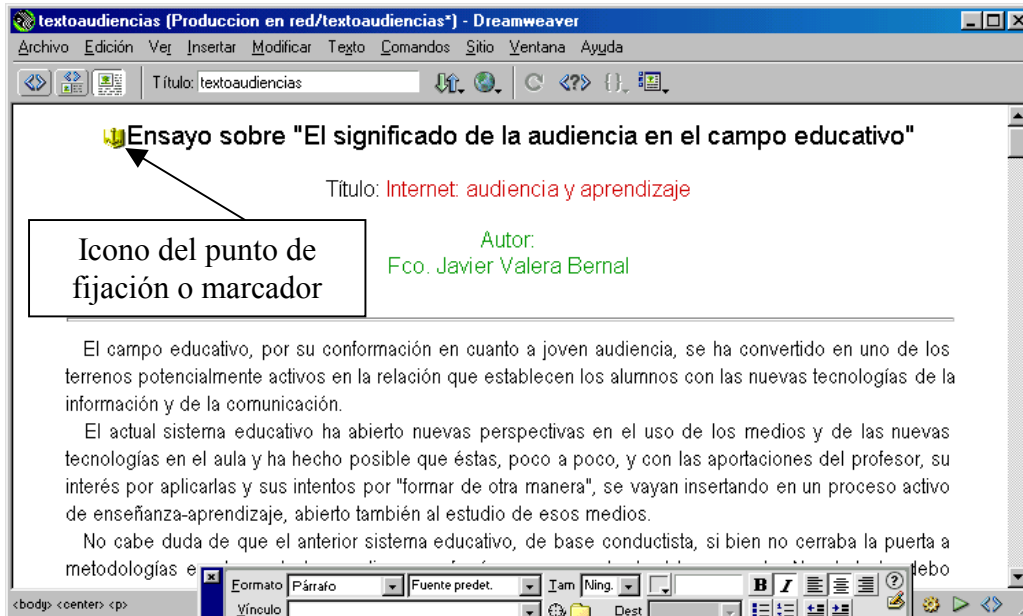 textoaudiencias (Produccion en red/textoaudiencias*) - Dreamweaver
Archivo Edición Ver Insertar Modificar Texto Comandos Sitio Ventana Ayuda
Título: textoaudiencias
Ensayo sobre "El significado de la audiencia en el campo educativo"
Título: Internet: audiencia y aprendizaje
Icono del punto de
fijación o marcador
Autor:
Fco. Javier Valera Bernal
El campo educativo, por su conformación en cuanto a joven audiencia, se ha convertido en uno de los
terrenos potencialmente activos en la relación que establecen los alumnos con las nuevas tecnologías de la
información y de la comunicación.
El actual sistema educativo ha abierto nuevas perspectivas en el uso de los medios y de las nuevas
tecnologías en el aula y ha hecho posible que éstas, poco a poco, y con las aportaciones del profesor, su
interés por aplicarlas y sus intentos por "formar de otra manera", se vayan insertando en un proceso activo
de enseñanza-aprendizaje, abierto también al estudio de esos medios.
No cabe duda de que el anterior sistema educativo, de base conductista, si bien no cerraba la puerta a
metodologías
Formato Párrafo Fuente predet. Tam Ning. B I
Vínculo Dest
<body> <center> <p>